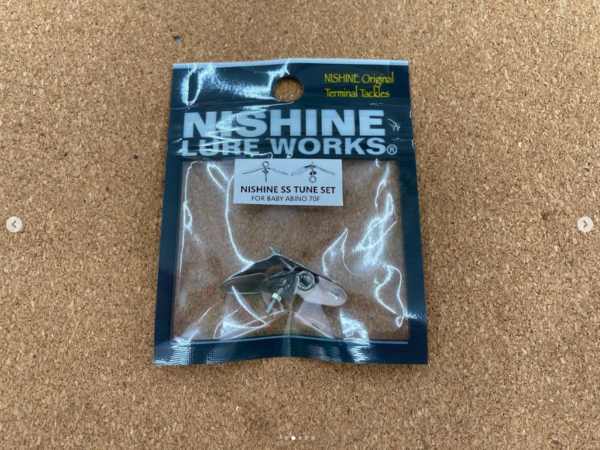 NISHINE Original
Terminal Tackles
NISHINE
LURE WORKS®
NISHINE SS TUNE SET
FOR BABY ABINO 70F